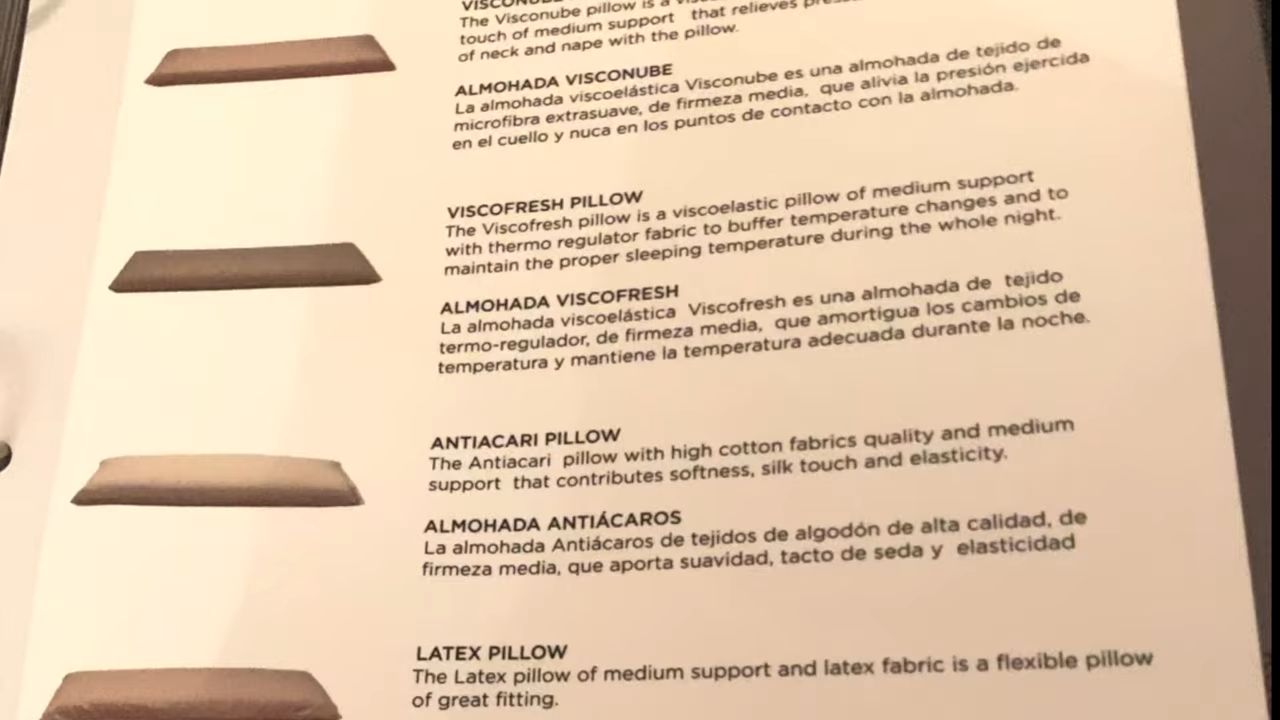 The Visconube pillow is a
touch of medium support that relieves
of neck and nape with the pillow.
ALMOHADA VISCONUBE
La almohada viscoelástica Visconube es una almohada de tejido de
microfibra extrasuave, de firmeza media, que alivia la presión ejercida
en el cuello y nuca en los puntos de contacto con la almohada.
VISCOFRESH PILLOW
The Viscofresh pillow is a viscoelastic pillow of medium support
with thermo regulator fabric to buffer temperature changes and to
maintain the proper sleeping temperature during the whole night.
ALMOHADA VISCOFRESH
La almohada viscoelástica Viscofresh es una almohada de tejido
termo-regulador, de firmeza media, que amortigua los cambios de
temperatura y mantiene la temperatura adecuada durante la noche.
ANTIACARI PILLOW
The Antiacari pillow with high cotton fabrics quality and medium
support that contributes softness, silk touch and elasticity.
ALMOHADA ANTIÁCAROS
La almohada Antiácaros de tejidos de algodón de alta calidad, de
firmeza media, que aporta suavidad, tacto de seda y elasticidad
LATEX PILLOW
The Latex pillow of medium support and latex fabric is a flexible pillow
of great fitting.